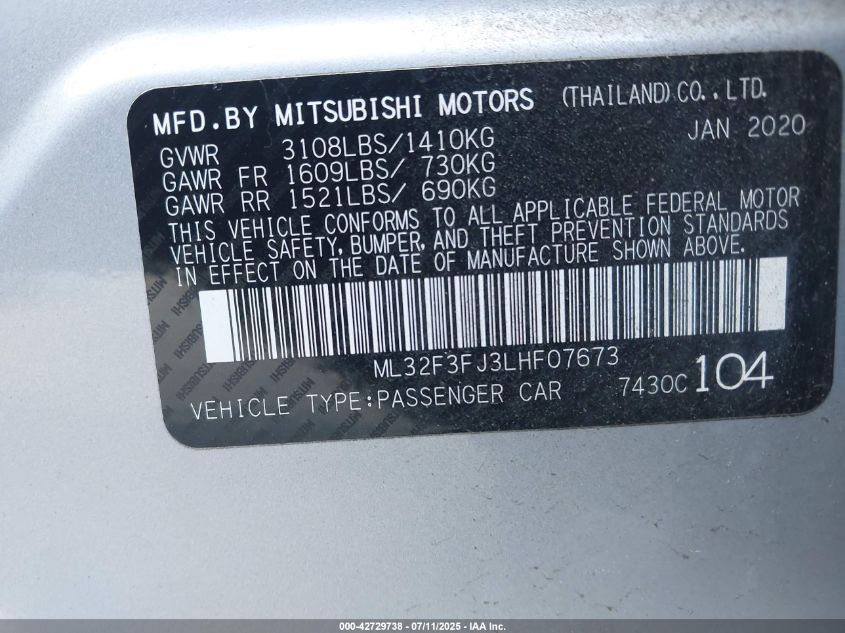 MFD.BY MITSUBISHI MOTORS (THAILAND)CO.,LTD.
JAN 2020
GVWR 3108LBS/1410KG
GAWR FR 1609LBS/ 730KG
GAWR RR 1521LBS/ 690KG
THIS VEHICLE CONFORMS TO ALL APPLICABLE FEDERAL MOTOR
VEHICLE SAFETY, BUMPER, AND THEFT PREVENTION STANDARDS
IN EFFECT ON THE DATE OF MANUFACTURE SHOWN ABOVE.
ML32F3FJ3LHF07673
VEHICLE TYPE:PASSENGER CAR 7430C 104
000-42729738 - 07/11/2025 - IAA Inc.